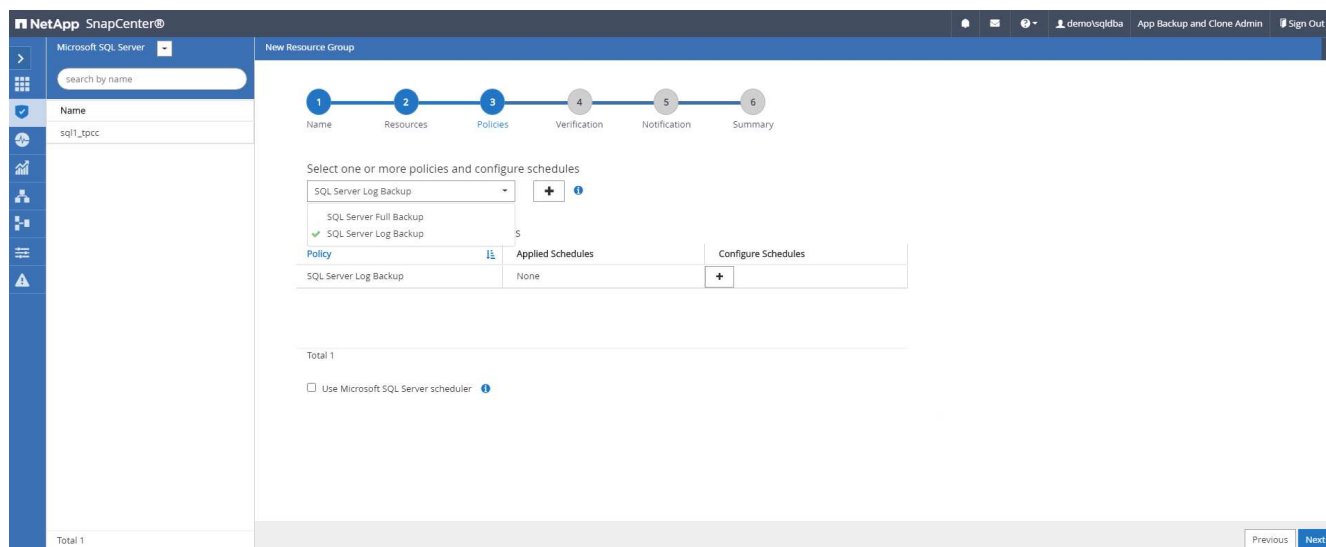 NetApp SnapCenter®
demo\sqldba App Backup and Clone Admin Sign Out
Microsoft SQL Server
New Resource Group
search by name
Name
sql1_tpcc
1 2 3 4 5 6
Name Resources Policies Verification Notification Summary
Select one or more policies and configure schedules
SQL Server Log Backup
SQL Server Full Backup
SQL Server Log Backup
s
Policy Applied Schedules Configure Schedules
SQL Server Log Backup None
Total 1
Use Microsoft SQL Server scheduler
Total 1
Previous Next